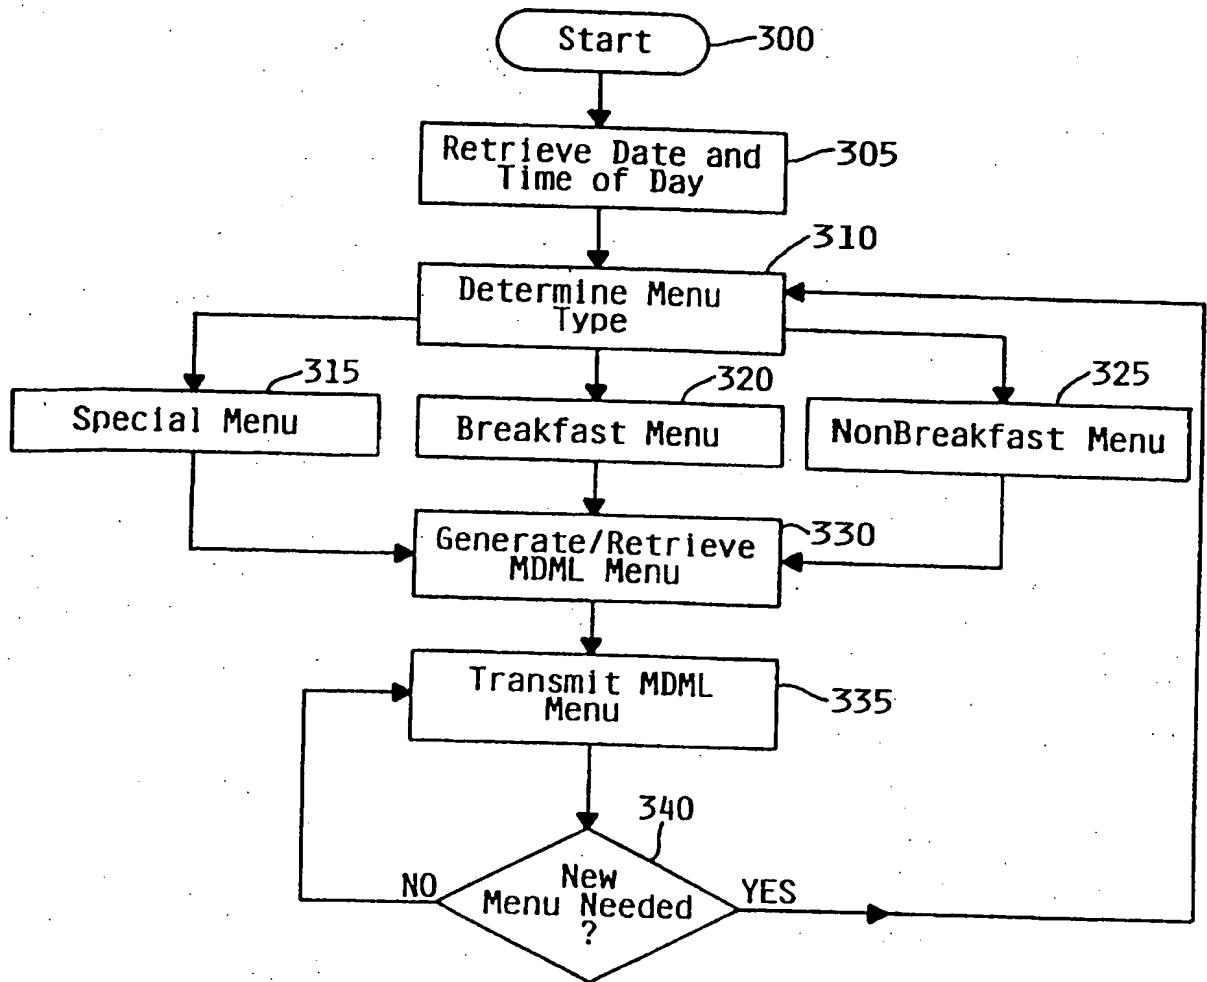 Start
300
Retrieve Date and
Time of Day
305
310
Determine Menu
Type
315
Special Menu
320
Breakfast Menu
325
NonBreakfast Menu
Generate/Retrieve
MDML Menu
330
Transmit MDML
Menu
335
340
New
Menu Needed
?
NO
YES